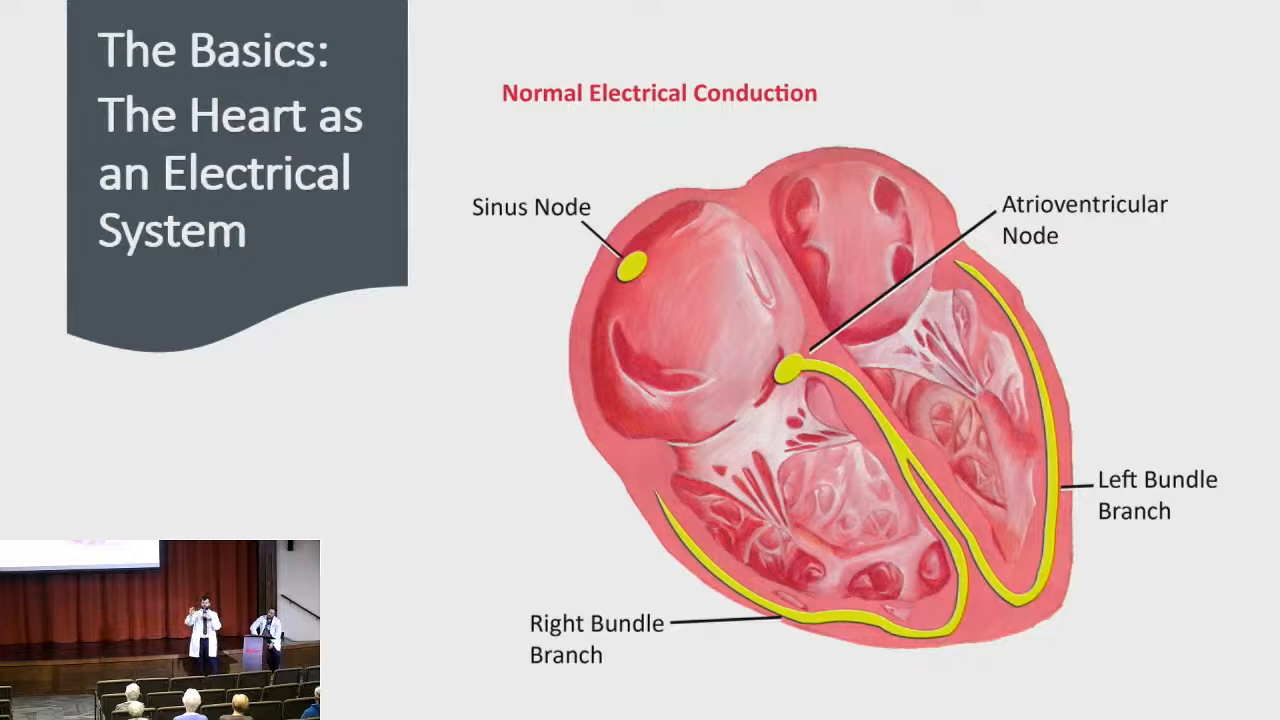 The Basics:
The Heart as
an Electrical
System
Normal Electrical Conduction
Sinus Node
Atrioventricular
Node
Left Bundle
Branch
Right Bundle
Branch